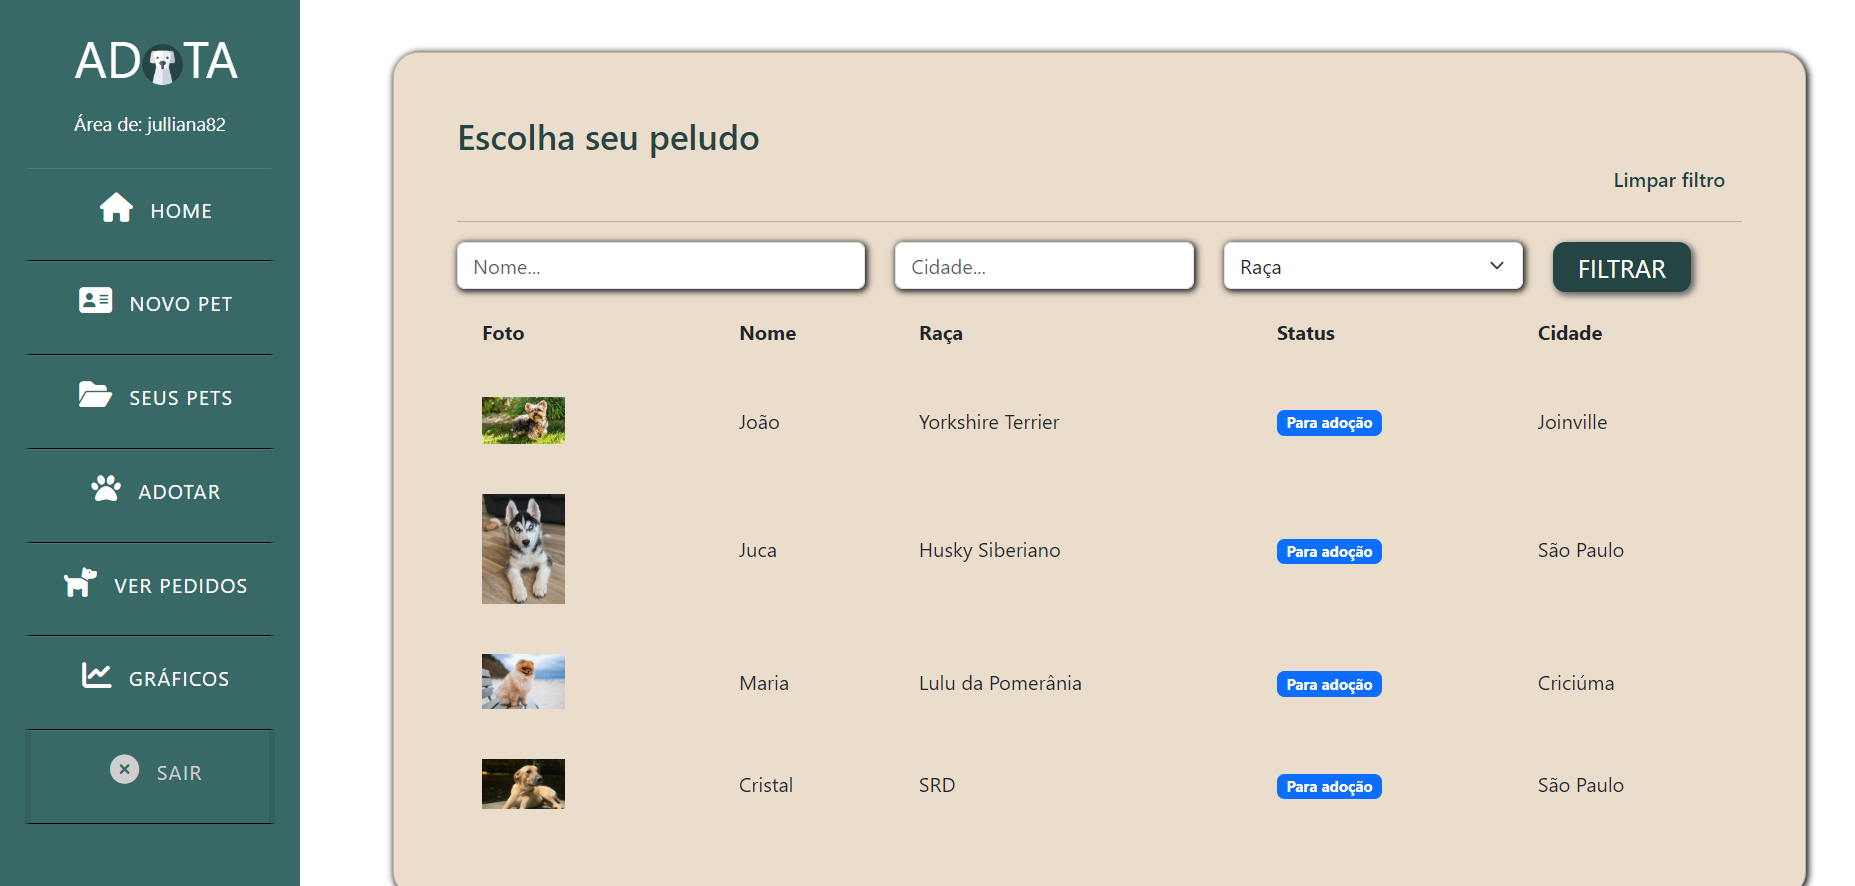 ADOTA
Área de: julliana82
HOME
NOVO PET
SEUS PETS
ADOTAR
VER PEDIDOS
GRÁFICOS
SAIR
Escolha seu peludo
Limpar filtro
Nome... Cidade... Raça FILTRAR
Foto Nome Raça Status Cidade
João Yorkshire Terrier Para adoção Joinville
Juca Husky Siberiano Para adoção São Paulo
Maria Lulu da Pomerânia Para adoção Criciúma
Cristal SRD Para adoção São Paulo